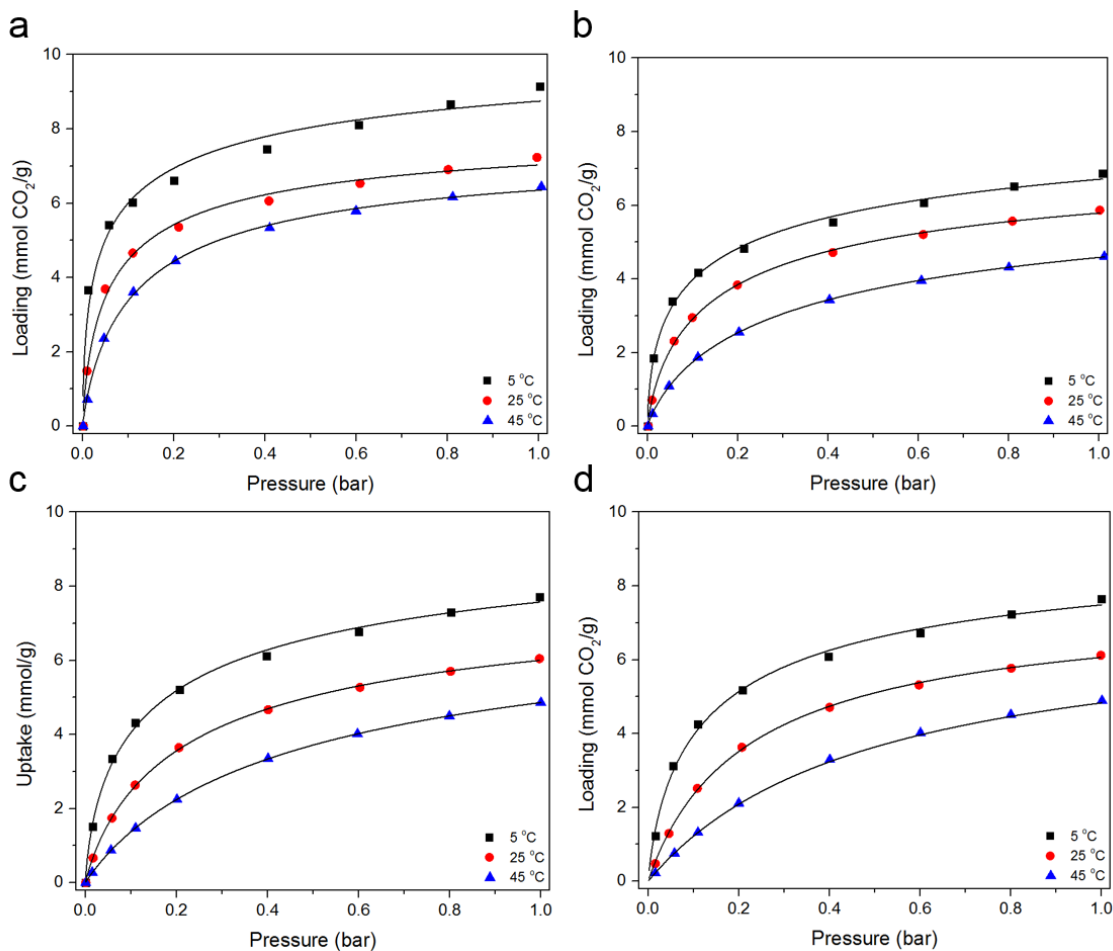 a
10
8
6
4
2
0
Loading (mmol CO₂/g)
5 °C
25 °C
45 °C
0.0 0.2 0.4 0.6 0.8 1.0
Pressure (bar)
b
10
8
6
4
2
0
Loading (mmol CO₂/g)
5 °C
25 °C
45 °C
0.0 0.2 0.4 0.6 0.8 1.0
Pressure (bar)
c
10
8
6
4
2
0
Uptake (mmol/g)
5 °C
25 °C
45 °C
0.0 0.2 0.4 0.6 0.8 1.0
Pressure (bar)
d
10
8
6
4
2
0
Loading (mmol CO₂/g)
5 °C
25 °C
45 °C
0.0 0.2 0.4 0.6 0.8 1.0
Pressure (bar)